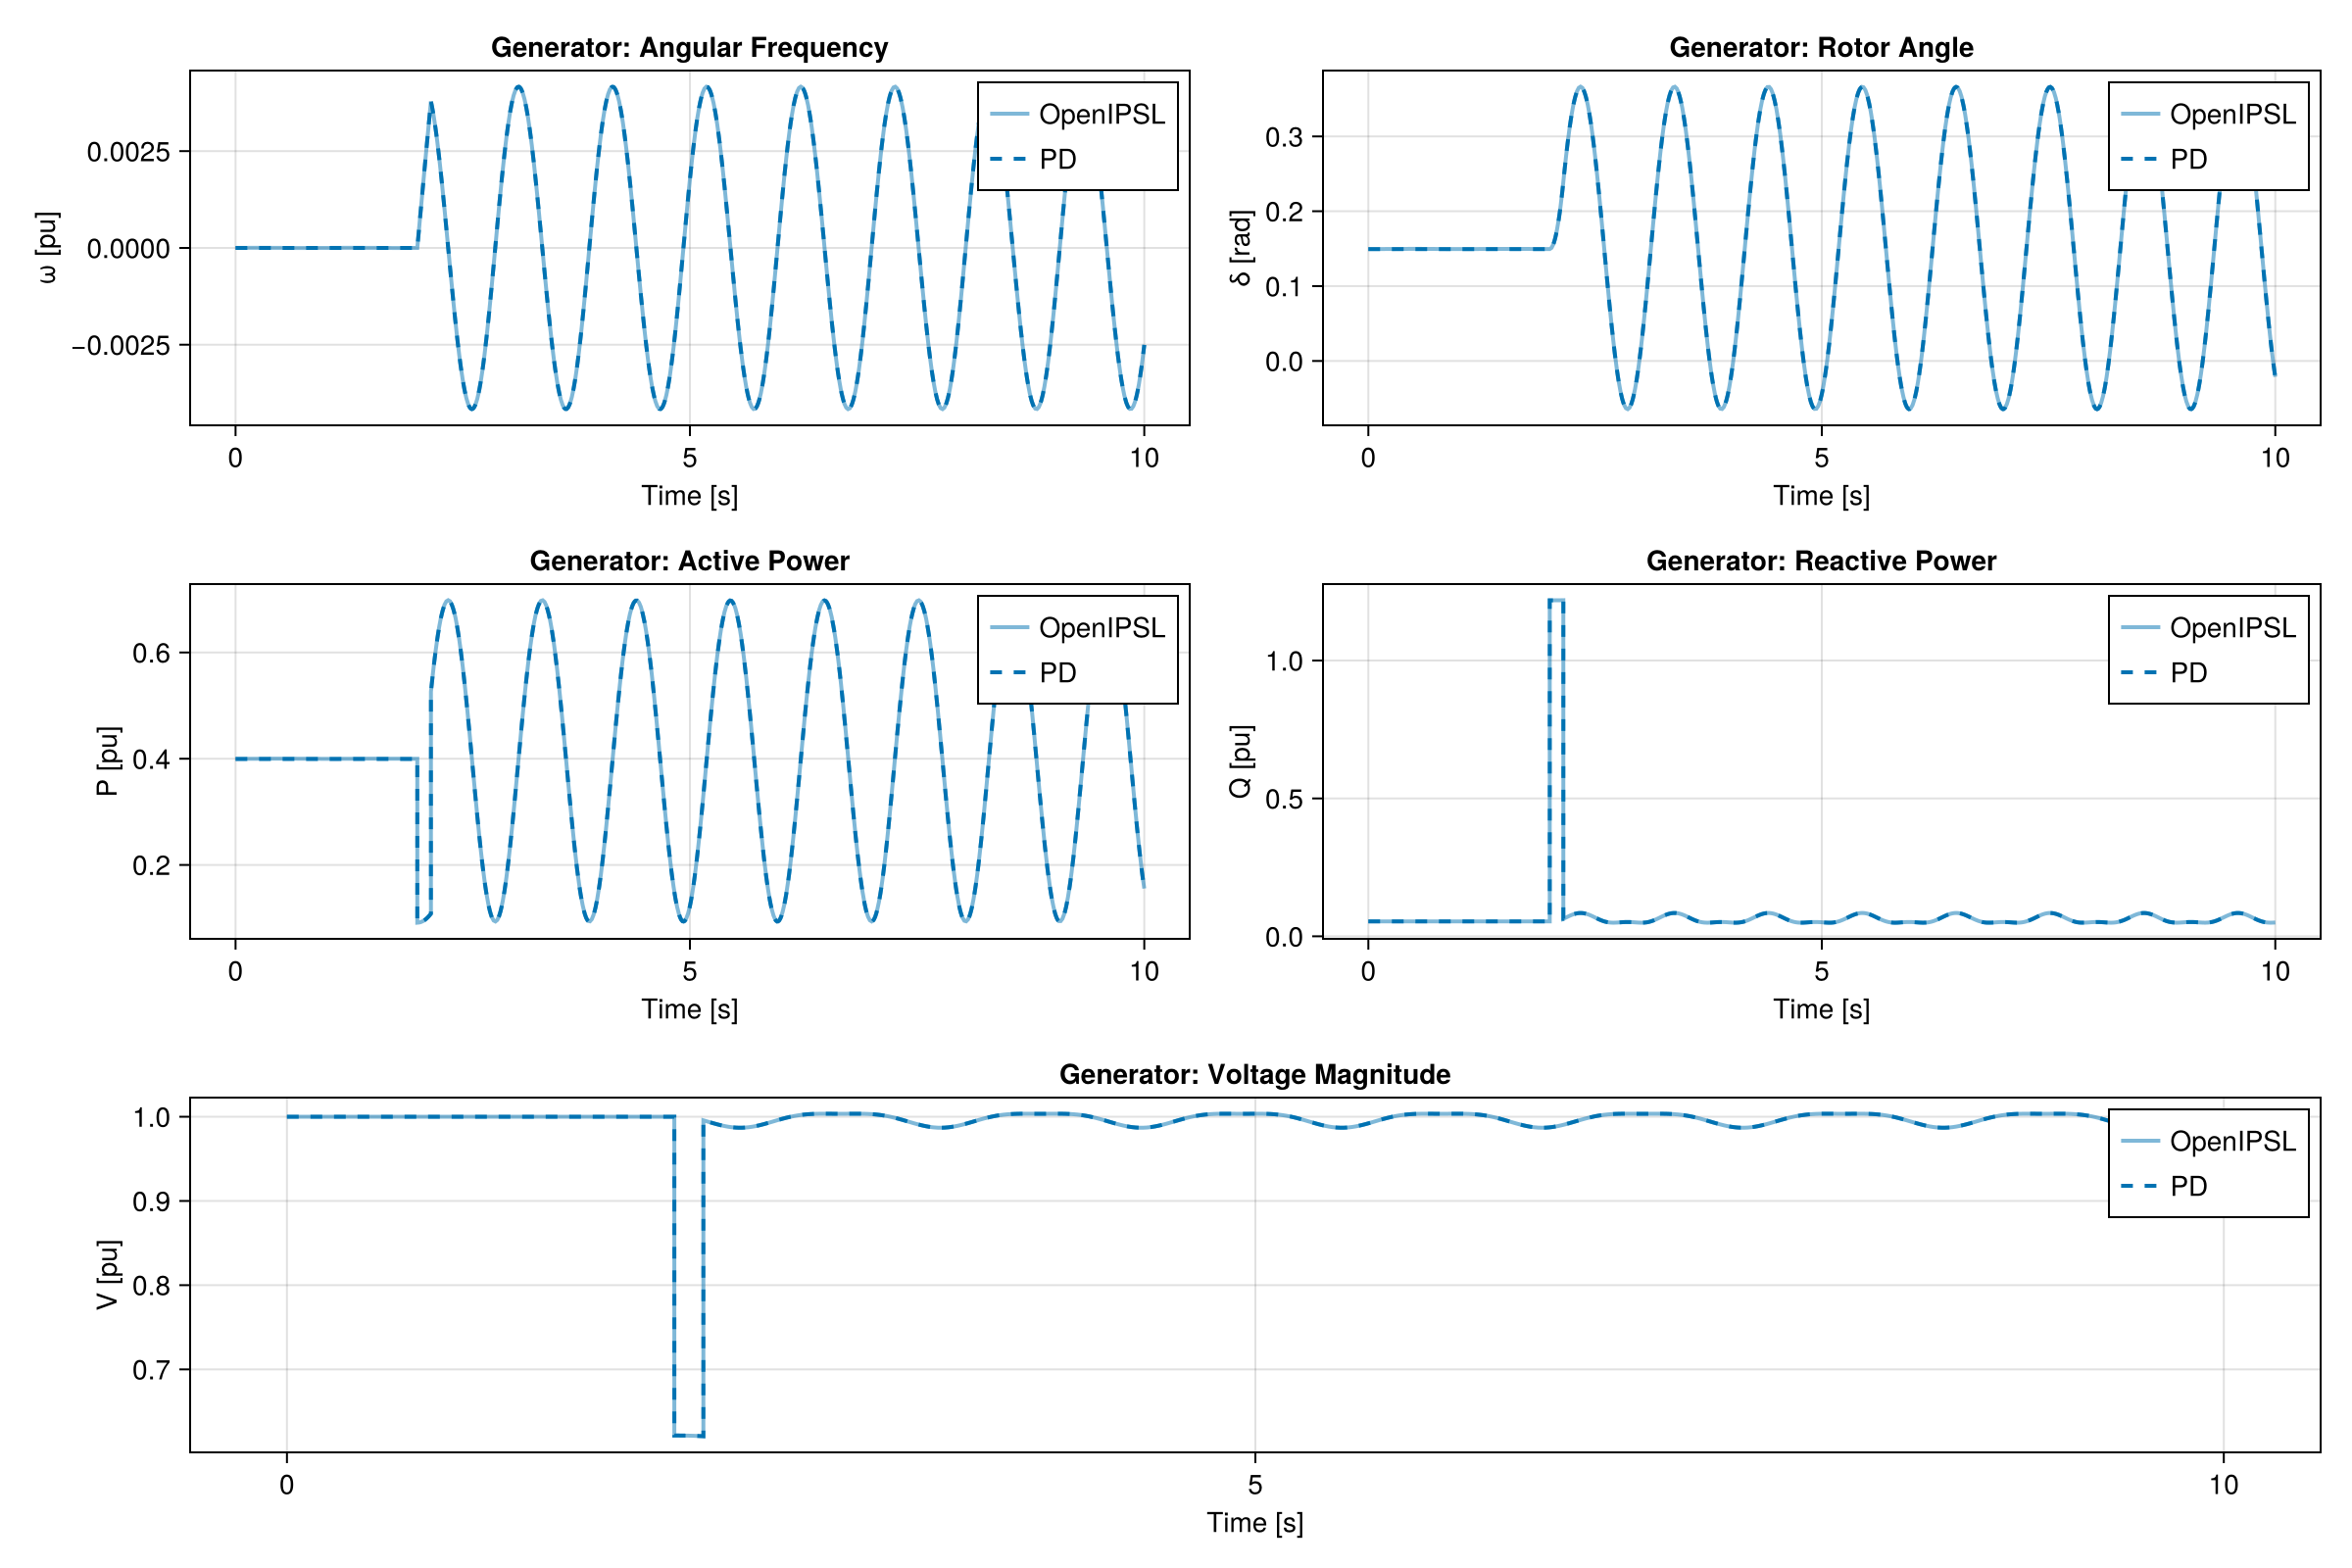 Generator: Angular Frequency
ω [pu]
0.0025
0.0000
−0.0025
OpenIPSL
PD
0
5
10
Time [s]
Generator: Rotor Angle
δ [rad]
0.3
0.2
0.1
0.0
OpenIPSL
PD
0
5
10
Time [s]
Generator: Active Power
P [pu]
0.6
0.4
0.2
OpenIPSL
PD
0
5
10
Time [s]
Generator: Reactive Power
Q [pu]
1.0
0.5
0.0
OpenIPSL
PD
0
5
10
Time [s]
Generator: Voltage Magnitude
V [pu]
1.0
0.9
0.8
0.7
OpenIPSL
PD
0
5
10
Time [s]